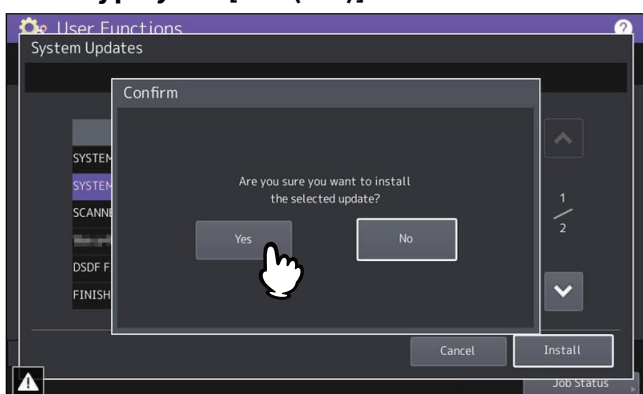 User Functions
?
System Updates
Confirm
SYSTEM
SYSTEM
SCANNE
DSDF F
FINISH
Are you sure you want to install
the selected update?
Yes
No
1
2
Cancel
Install
Job Status